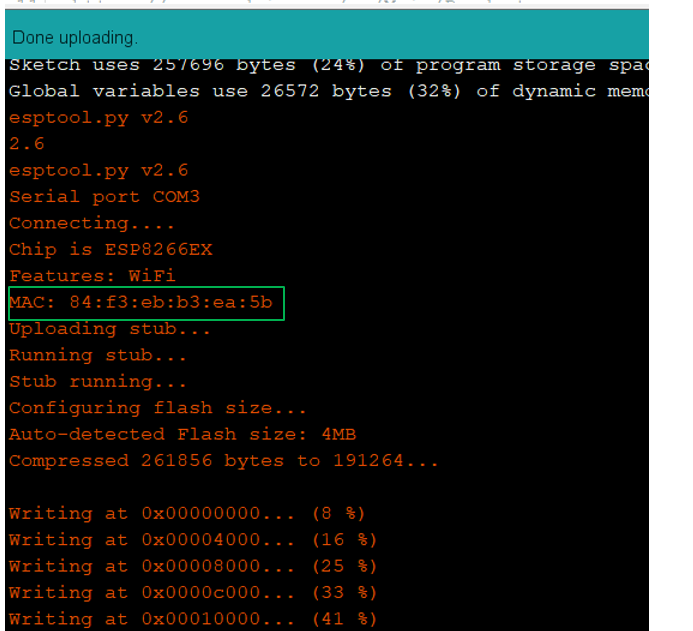 Done uploading.
Sketch uses 257696 bytes (24%) of program storage
Global variables use 26572 bytes (32%) of dynamic
esptool.py v2.6
2.6
esptool.py v2.6
Serial port COM3
Connecting....
Chip is ESP8266EX
Features: WiFi
MAC: 84:f3:eb:b3:ea:5b
Uploading stub...
Running stub...
Stub running...
Configuring flash size...
Auto-detected Flash size: 4MB
Compressed 261856 bytes to 191264...
Writing at 0x00000000... (8 %)
Writing at 0x00004000... (16 %)
Writing at 0x00008000... (25 %)
Writing at 0x0000c000... (33 %)
Writing at 0x00010000... (41 %)